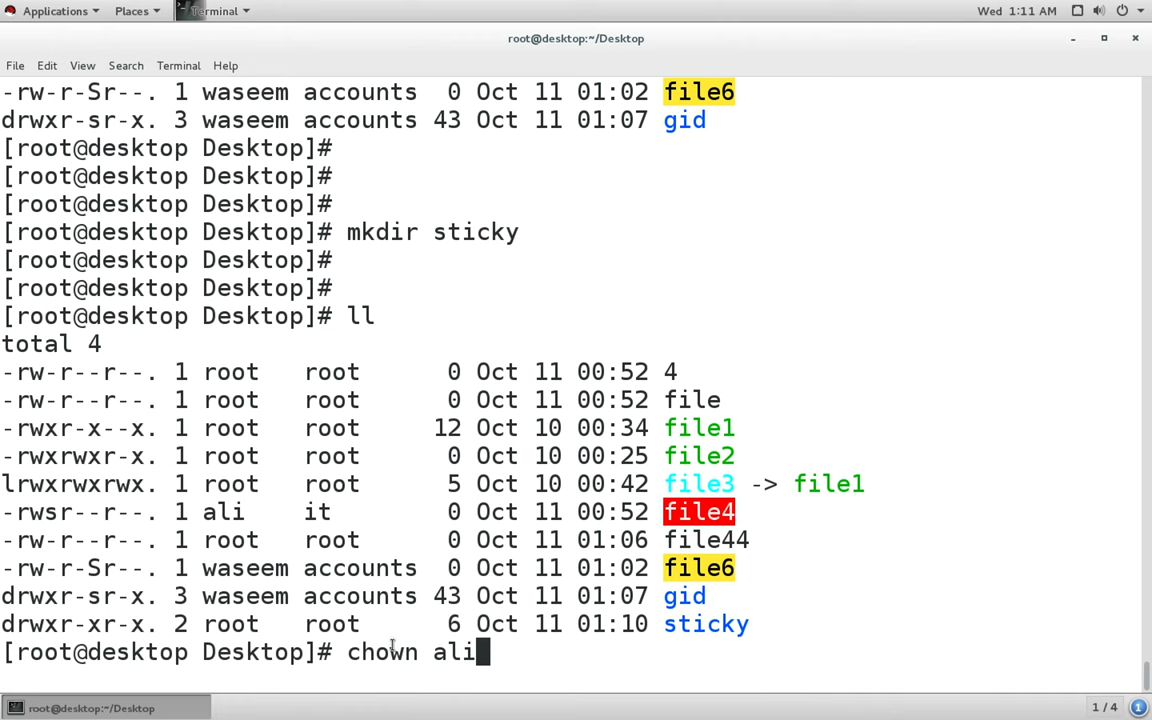 Applications Places Terminal Wed 1:11 AM
root@desktop:~/Desktop
File Edit View Search Terminal Help
-rw-r-Sr--. 1 waseem accounts 0 Oct 11 01:02 file6
drwxr-sr-x. 3 waseem accounts 43 Oct 11 01:07 gid
[root@desktop Desktop]#
[root@desktop Desktop]#
[root@desktop Desktop]#
[root@desktop Desktop]# mkdir sticky
[root@desktop Desktop]#
[root@desktop Desktop]#
[root@desktop Desktop]# ll
total 4
-rw-r--r--. 1 root root 0 Oct 11 00:52 4
-rw-r--r--. 1 root root 0 Oct 11 00:52 file
-rwxr-x--x. 1 root root 12 Oct 10 00:34 file1
-rwxrwxr-x. 1 root root 0 Oct 10 00:25 file2
lrwxrwxrwx. 1 root root 5 Oct 10 00:42 file3 -> file1
-rwsr--r--. 1 ali it 0 Oct 11 00:52 file4
-rw-r--r--. 1 root root 0 Oct 11 01:06 file44
-rw-r-Sr--. 1 waseem accounts 0 Oct 11 01:02 file6
drwxr-sr-x. 3 waseem accounts 43 Oct 11 01:07 gid
drwxr-xr-x. 2 root root 6 Oct 11 01:10 sticky
[root@desktop Desktop]# chown ali
root@desktop:~/Desktop 1 / 4 1